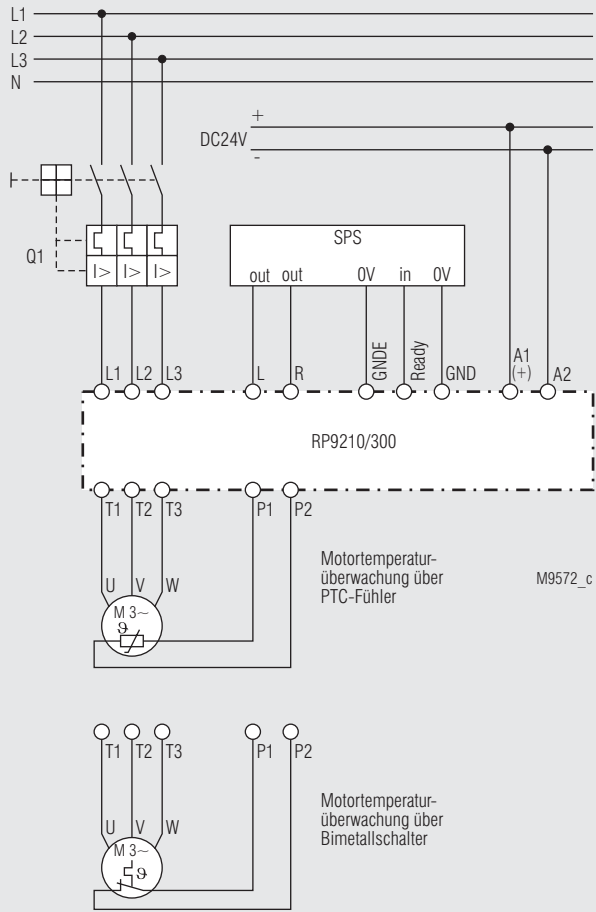 L1
L2
L3
N
+
DC24V
-
Q1
I> I> I>
SPS
out out 0V in 0V
L1 L2 L3 L R GNDE Ready GND A1 (+) A2
RP9210/300
T1 T2 T3 P1 P2
U V W
M 3~
ϑ
Motortemperatur-
überwachung über
PTC-Fühler
M9572_c
T1 T2 T3 P1 P2
U V W
M 3~
ϑ
Motortemperatur-
überwachung über
Bimetallschalter